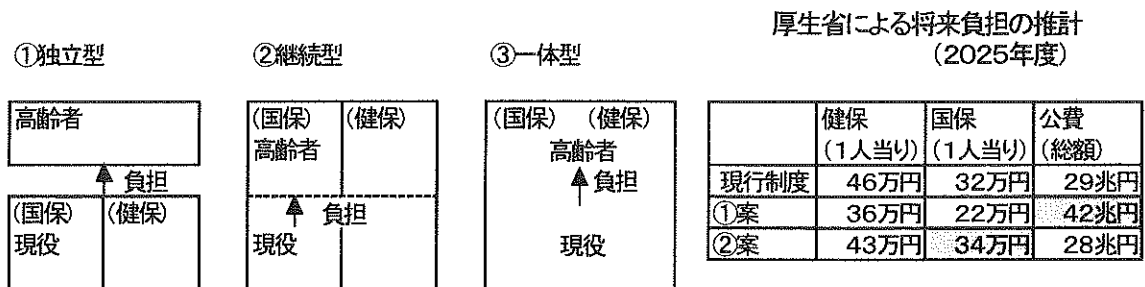 厚生省による将来負担の推計
(2025年度)
①独立型
高齢者
負担
(国保) (健保)
現役
②継続型
(国保) (健保)
高齢者
負担
現役
③一体型
(国保) (健保)
高齢者
負担
現役
健保 国保 公費
(1人当り) (1人当り) (総額)
現行制度 46万円 32万円 29兆円
①案 36万円 22万円 42兆円
②案 43万円 34万円 28兆円